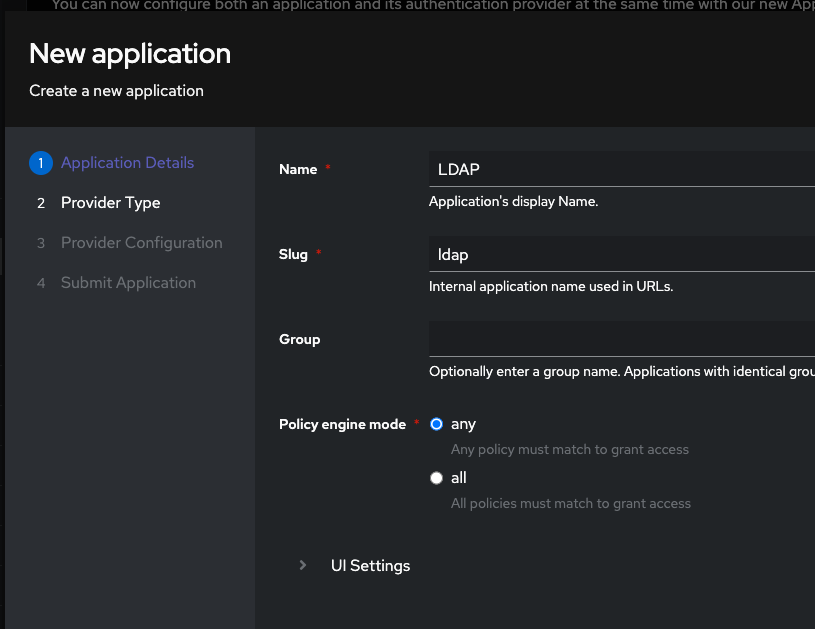 You can now configure both an application and its authentication provider at the same time with our new App
New application
Create a new application
1 Application Details
2 Provider Type
3 Provider Configuration
4 Submit Application
Name *
LDAP
Application's display Name.
Slug *
ldap
Internal application name used in URLs.
Group
Optionally enter a group name. Applications with identical grou
Policy engine mode *
any
Any policy must match to grant access
all
All policies must match to grant access
UI Settings